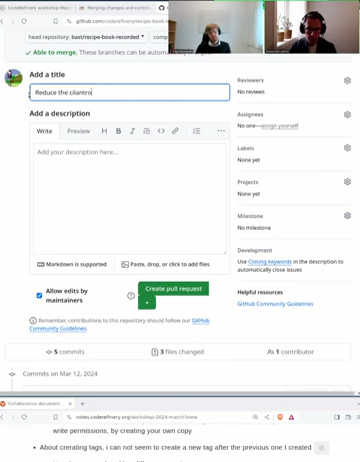 CodeRefinery workshop Mar
Merging changes and contrib
github.com/coderefinery/recipe-book
head repository: bast/recipe-book-recorded
comp
Able to merge. These branches can be automatic
Add a title
Reduce the cilantro
Add a description
Write
Preview
H B I
Add your description here...
Markdown is supported
Paste, drop, or click to add files
Allow edits by
maintainers
Create pull request
Remember, contributions to this repository should follow our GitHub
Community Guidelines.
Reviewers
No reviews
Assignees
No one—assign yourself
Labels
None yet
Projects
None yet
Milestone
No milestone
Development
Use Closing keywords in the description to
automatically close issues
Helpful resources
GitHub Community Guidelines
5 commits
3 files changed
1 contributor
Commits on Mar 12, 2024
Collaborative document
notes.coderefinery.org/workshop-2024-march?view
write permissions, by creating your own copy
• About crerating tags, i can not seem to create a new tag after the previous one I created